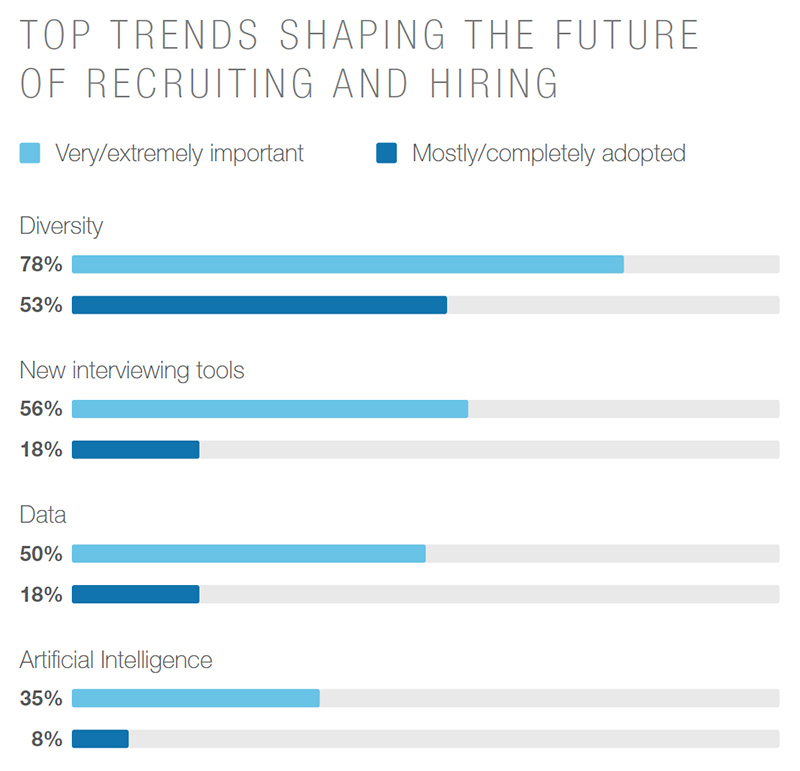 TOP TRENDS SHAPING THE FUTURE
OF RECRUITING AND HIRING
Very/extremely important Mostly/completely adopted
Diversity
78%
53%
New interviewing tools
56%
18%
Data
50%
18%
Artificial Intelligence
35%
8%